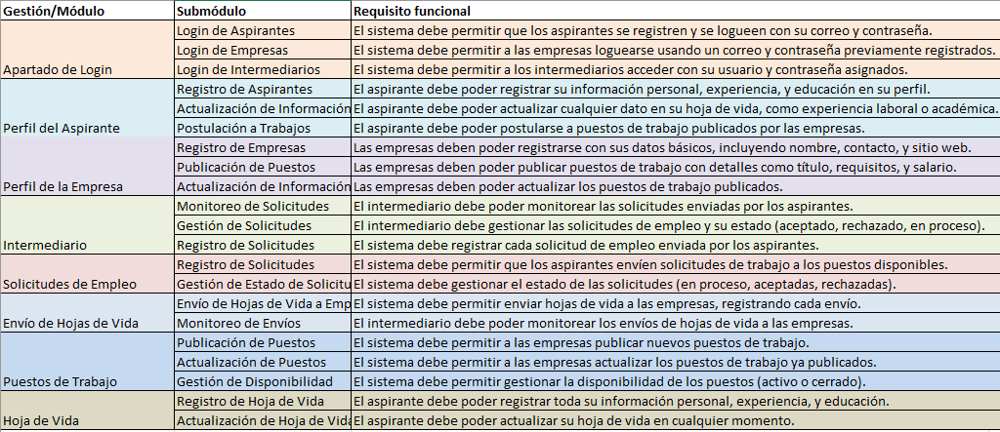 Gestión/Módulo Submódulo Requisito funcional
Login de Aspirantes El sistema debe permitir que los aspirantes se registren y se logueen con su correo y contraseña.
Login de Empresas El sistema debe permitir a las empresas loguearse usando un correo y contraseña previamente registrados.
Apartado de Login Login de Intermediarios El sistema debe permitir a los intermediarios acceder con su usuario y contraseña asignados.
Registro de Aspirantes El aspirante debe poder registrar su información personal, experiencia, y educación en su perfil.
Actualización de Información El aspirante debe poder actualizar cualquier dato en su hoja de vida, como experiencia laboral o académica.
Perfil del Aspirante Postulación a Trabajos El aspirante debe poder postularse a puestos de trabajo publicados por las empresas.
Registro de Empresas Las empresas deben poder registrarse con sus datos básicos, incluyendo nombre, contacto, y sitio web.
Publicación de Puestos Las empresas deben poder publicar puestos de trabajo con detalles como título, requisitos, y salario.
Perfil de la Empresa Actualización de Información Las empresas deben poder actualizar los puestos de trabajo publicados.
Monitoreo de Solicitudes El intermediario debe poder monitorear las solicitudes enviadas por los aspirantes.
Gestión de Solicitudes El intermediario debe gestionar las solicitudes de empleo y su estado (aceptado, rechazado, en proceso).
Intermediario Registro de Solicitudes El sistema debe registrar cada solicitud de empleo enviada por los aspirantes.
Registro de Solicitudes El sistema debe permitir que los aspirantes envíen solicitudes de trabajo a los puestos disponibles.
Solicitudes de Empleo Gestión de Estado de Solicitu El sistema debe gestionar el estado de las solicitudes (en proceso, aceptadas, rechazadas).
Envío de Hojas de Vida a Emp El sistema debe permitir enviar hojas de vida a las empresas, registrando cada envío.
Envío de Hojas de Vida Monitoreo de Envíos El intermediario debe poder monitorear los envíos de hojas de vida a las empresas.
Publicación de Puestos El sistema debe permitir a las empresas publicar nuevos puestos de trabajo.
Actualización de Puestos El sistema debe permitir a las empresas actualizar los puestos de trabajo ya publicados.
Puestos de Trabajo Gestión de Disponibilidad El sistema debe permitir gestionar la disponibilidad de los puestos (activo o cerrado).
Registro de Hoja de Vida El aspirante debe poder registrar toda su información personal, experiencia, y educación.
Hoja de Vida Actualización de Hoja de Vida El aspirante debe poder actualizar su hoja de vida en cualquier momento.